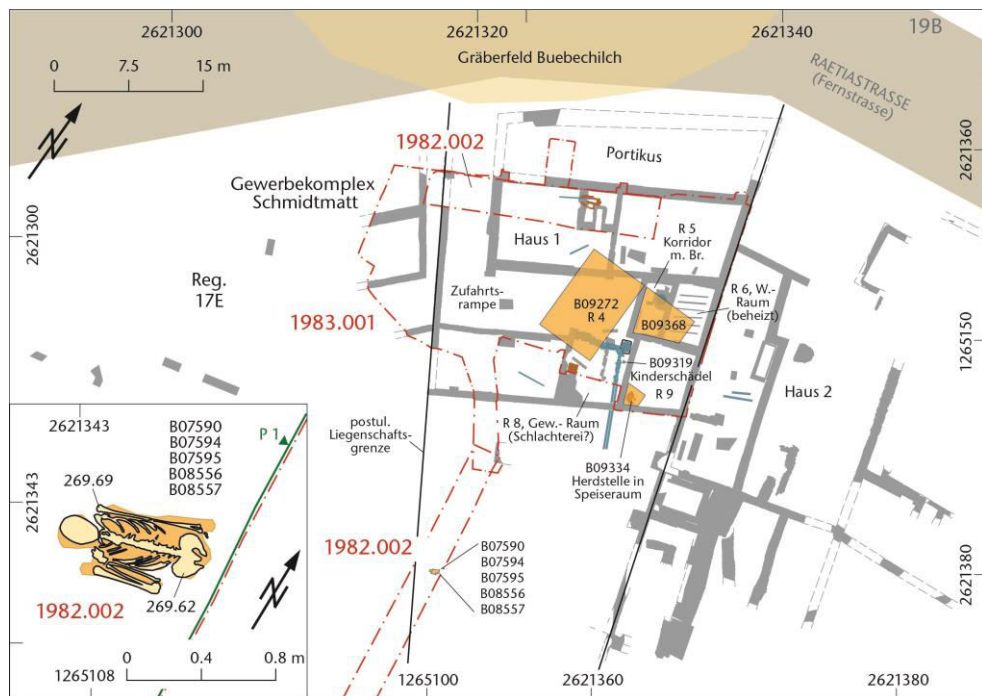 2621300
2621320
2621340
19B
Gräberfeld Buebechilch
0
7.5
15 m
RAETIASTRASSE
(Fernstrasse)
1982.002
Portikus
2621360
Gewerbekomplex
Schmidtmatt
2621300
Haus 1
R 5
Korridor
m. Br.
Reg.
17E
Zufahrts-
rampe
B09272
R 4
B09368
R 6, W.-
Raum
(beheizt)
1983.001
1265150
B09319
Kinderschädel
R 9
Haus 2
postul.
Liegenschafts-
grenze
R 8, Gew.- Raum
(Schlachterei?)
B09334
Herdstelle in
Speiseraum
2621343
B07590
B07594
B07595
B08556
B08557
P 1
2621343
269.69
1982.002
269.62
0
0.4
0.8 m
1265108
1982.002
B07590
B07594
B07595
B08556
B08557
2621380
1265100
2621360
2621380